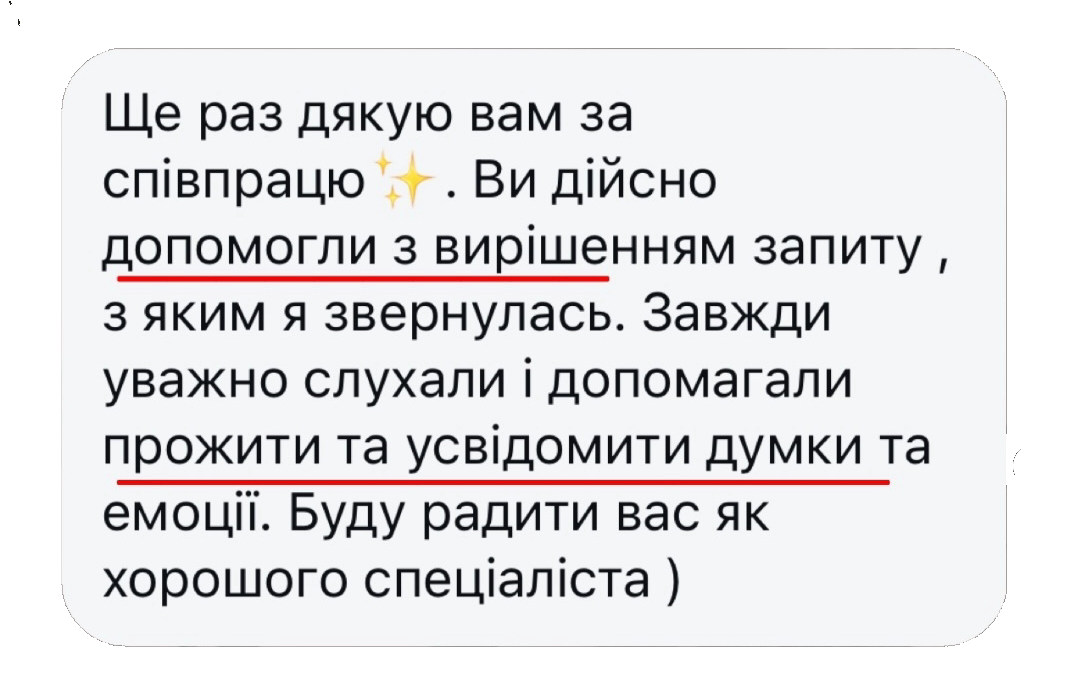 Ще раз дякую вам за
співпрацю✨ . Ви дійсно
допомогли з вирішенням запиту ,
з яким я звернулась. Завжди
уважно слухали і допомагали
прожити та усвідомити думки та
емоції. Буду радити вас як
хорошого спеціаліста )